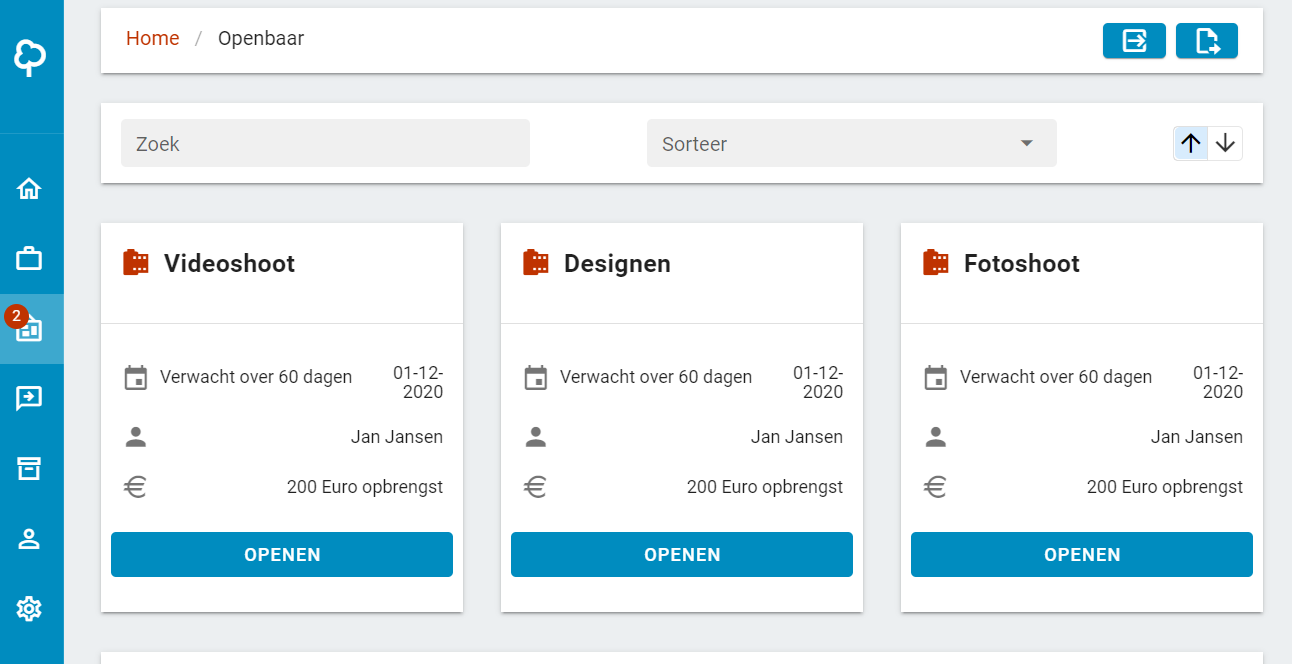 Home / Openbaar
Zoek
Sorteer
2
Videoshoot
Verwacht over 60 dagen
01-12-
2020
Jan Jansen
200 Euro opbrengst
OPENEN
Designen
Verwacht over 60 dagen
01-12-
2020
Jan Jansen
200 Euro opbrengst
OPENEN
Fotoshoot
Verwacht over 60 dagen
01-12-
2020
Jan Jansen
200 Euro opbrengst
OPENEN